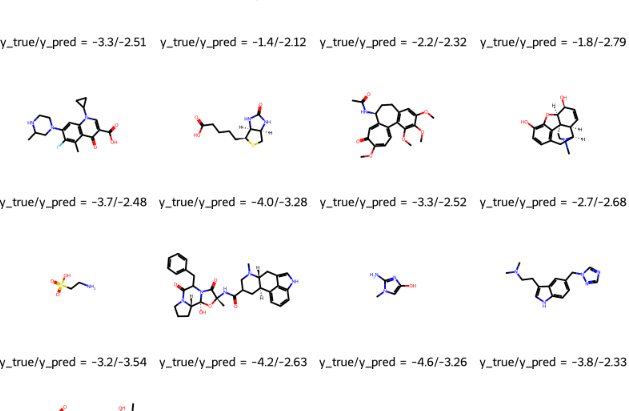 y_true/y_pred = −3.3/−2.51 y_true/y_pred = −1.4/−2.12 y_true/y_pred = −2.2/−2.32 y_true/y_pred = −1.8/−2.79
y_true/y_pred = −3.7/−2.48 y_true/y_pred = −4.0/−3.28 y_true/y_pred = −3.3/−2.52 y_true/y_pred = −2.7/−2.68
y_true/y_pred = −3.2/−3.54 y_true/y_pred = −4.2/−2.63 y_true/y_pred = −4.6/−3.26 y_true/y_pred = −3.8/−2.33